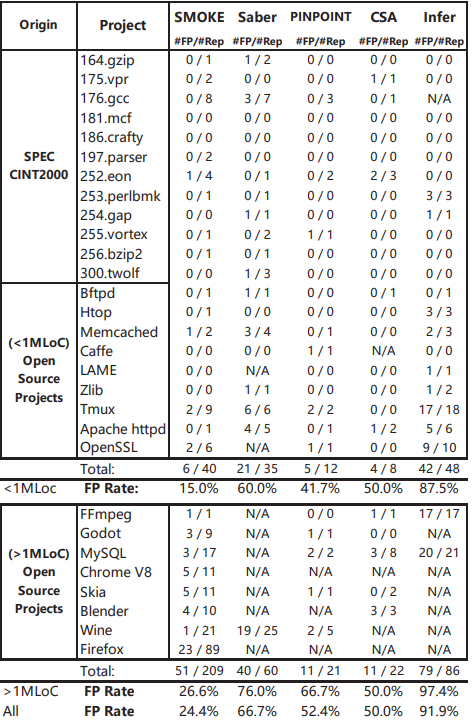 Origin Project SMOKE Saber PINPOINT CSA Infer
#FP/#Rep #FP/#Rep #FP/#Rep #FP/#Rep #FP/#Rep
164.gzip 0 / 1 1 / 2 0 / 0 0 / 0 0 / 0
175.vpr 0 / 2 0 / 0 0 / 0 1 / 1 0 / 0
176.gcc 0 / 8 3 / 7 0 / 3 0 / 1 N/A
181.mcf 0 / 0 0 / 0 0 / 0 0 / 0 0 / 0
186.crafty 0 / 0 0 / 0 0 / 0 0 / 0 0 / 0
SPEC 197.parser 0 / 2 0 / 0 0 / 0 0 / 0 0 / 0
CINT2000 252.eon 1 / 4 0 / 1 0 / 2 2 / 3 0 / 0
253.perlbmk 0 / 1 0 / 1 0 / 0 0 / 0 3 / 3
254.gap 0 / 0 1 / 1 0 / 0 0 / 0 1 / 1
255.vortex 0 / 1 0 / 2 1 / 1 0 / 0 0 / 0
256.bzip2 0 / 1 0 / 1 0 / 0 0 / 0 0 / 0
300.twolf 0 / 0 1 / 3 0 / 0 0 / 0 0 / 0
Bftpd 0 / 1 1 / 1 0 / 0 0 / 1 0 / 1
Htop 0 / 1 0 / 0 0 / 0 0 / 0 3 / 3
(<1MLoC) Memcached 1 / 2 3 / 4 0 / 1 0 / 0 2 / 3
Open Caffe 0 / 0 0 / 0 1 / 1 N/A 0 / 0
Source LAME 0 / 0 N/A 0 / 0 0 / 0 1 / 1
Projects Zlib 0 / 0 1 / 1 0 / 0 0 / 0 1 / 2
Tmux 2 / 9 6 / 6 2 / 2 0 / 0 17 / 18
Apache httpd 0 / 1 4 / 5 0 / 1 1 / 2 5 / 6
OpenSSL 2 / 6 N/A 1 / 1 0 / 0 9 / 10
Total: 6 / 40 21 / 35 5 / 12 4 / 8 42 / 48
<1MLoc FP Rate: 15.0% 60.0% 41.7% 50.0% 87.5%
FFmpeg 1 / 1 N/A 0 / 0 1 / 1 17 / 17
Godot 3 / 9 N/A 1 / 1 0 / 0 N/A
(>1MLoC) MySQL 3 / 17 N/A 2 / 2 3 / 8 20 / 21
Open Chrome V8 5 / 11 N/A N/A N/A N/A
Source Skia 5 / 11 N/A 1 / 1 0 / 2 N/A
Projects Blender 4 / 10 N/A N/A 3 / 3 N/A
Wine 1 / 21 19 / 25 2 / 5 N/A N/A
Firefox 23 / 89 N/A N/A N/A N/A
Total: 51 / 209 40 / 60 11 / 21 11 / 22 79 / 86
>1MLoC FP Rate 26.6% 76.0% 66.7% 50.0% 97.4%
All FP Rate 24.4% 66.7% 52.4% 50.0% 91.9%